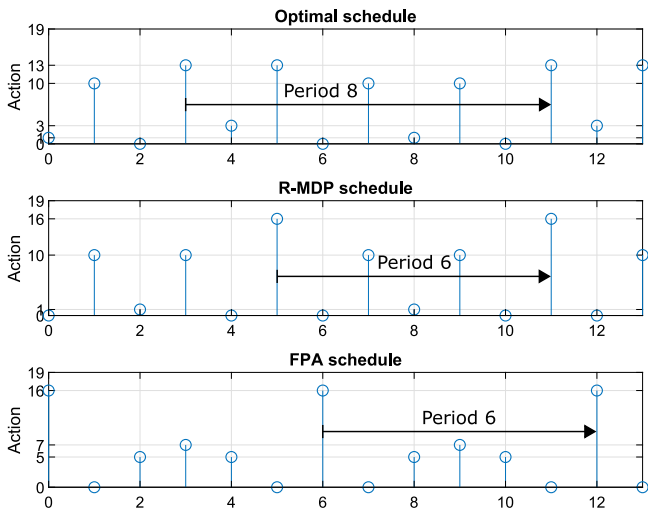 Optimal schedule
19
13
10
3
1
0
Action
Period 8
0 2 4 6 8 10 12
R-MDP schedule
19
16
10
1
0
Action
Period 6
0 2 4 6 8 10 12
FPA schedule
19
16
7
5
0
Action
Period 6
0 2 4 6 8 10 12